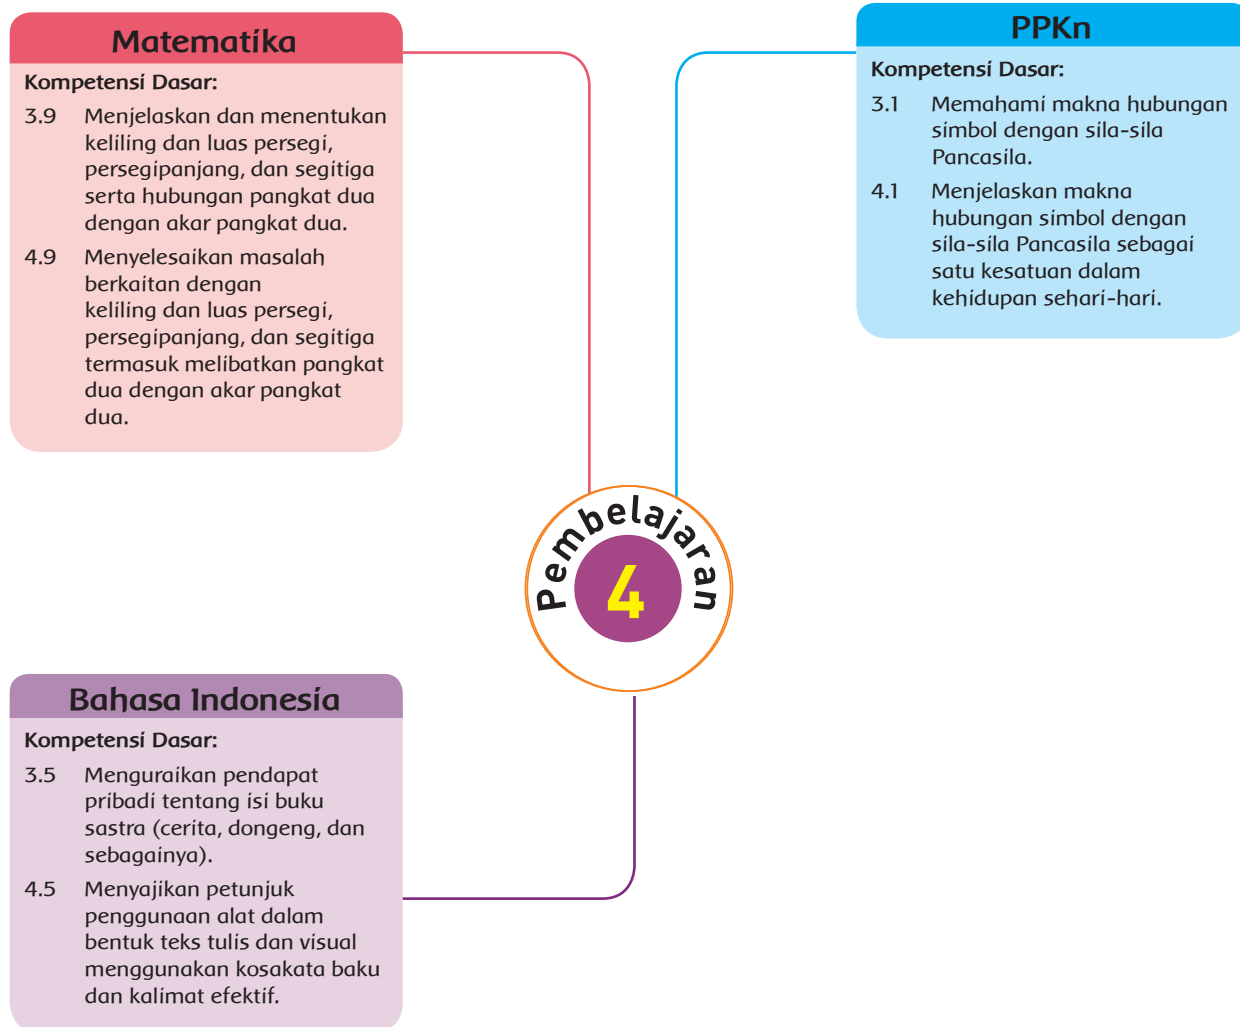 Matematika
Kompetensi Dasar:
3.9 Menjelaskan dan menentukan
keliling dan luas persegi,
persegipanjang, dan segitiga
serta hubungan pangkat dua
dengan akar pangkat dua.
4.9 Menyelesaikan masalah
berkaitan dengan
keliling dan luas persegi,
persegipanjang, dan segitiga
termasuk melibatkan pangkat
dua dengan akar pangkat
dua.
PPKn
Kompetensi Dasar:
3.1 Memahami makna hubungan
simbol dengan sila-sila
Pancasila.
4.1 Menjelaskan makna
hubungan simbol dengan
sila-sila Pancasila sebagai
satu kesatuan dalam
kehidupan sehari-hari.
Pembelajaran
4
Bahasa Indonesia
Kompetensi Dasar:
3.5 Menguraikan pendapat
pribadi tentang isi buku
sastra (cerita, dongeng, dan
sebagainya).
4.5 Menyajikan petunjuk
penggunaan alat dalam
bentuk teks tulis dan visual
menggunakan kosakata baku
dan kalimat efektif.